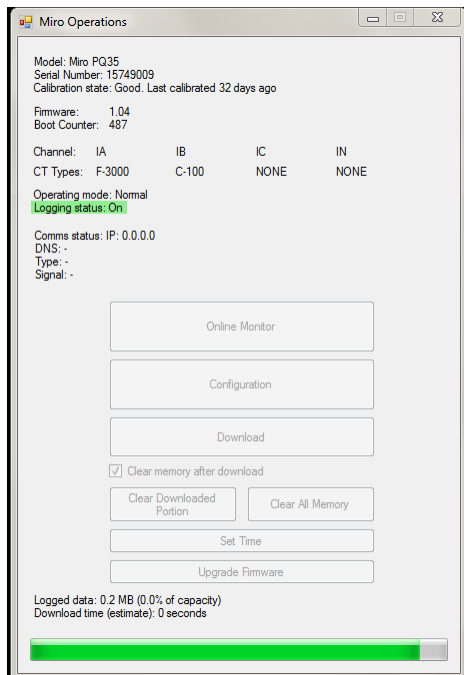 Miro Operations
Model: Miro PQ35
Serial Number: 15749009
Calibration state: Good. Last calibrated 32 days ago
Firmware: 1.04
Boot Counter: 487
Channel: IA IB IC IN
CT Types: F-3000 C-100 NONE NONE
Operating mode: Normal
Logging status: On
Comms status: IP: 0.0.0.0
DNS: -
Type: -
Signal: -
Online Monitor
Configuration
Download
Clear memory after download
Clear Downloaded
Portion
Clear All Memory
Set Time
Upgrade Firmware
Logged data: 0.2 MB (0.0% of capacity)
Download time (estimate): 0 seconds